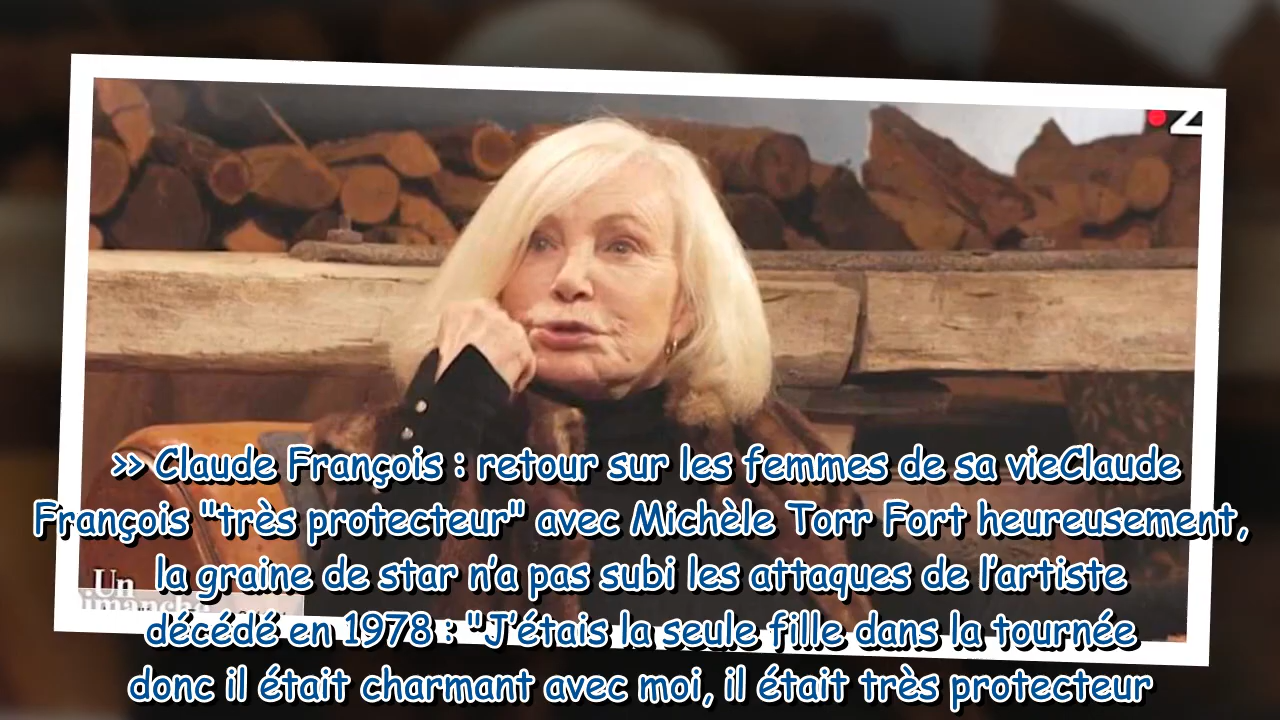 Un
dimanche
>> Claude François : retour sur les femmes de sa vieClaude
François "très protecteur" avec Michèle Torr Fort heureusement,
la graine de star n'a pas subi les attaques de l'artiste
décédé en 1978 : "J'étais la seule fille dans la tournée
donc il était charmant avec moi, il était très protecteur